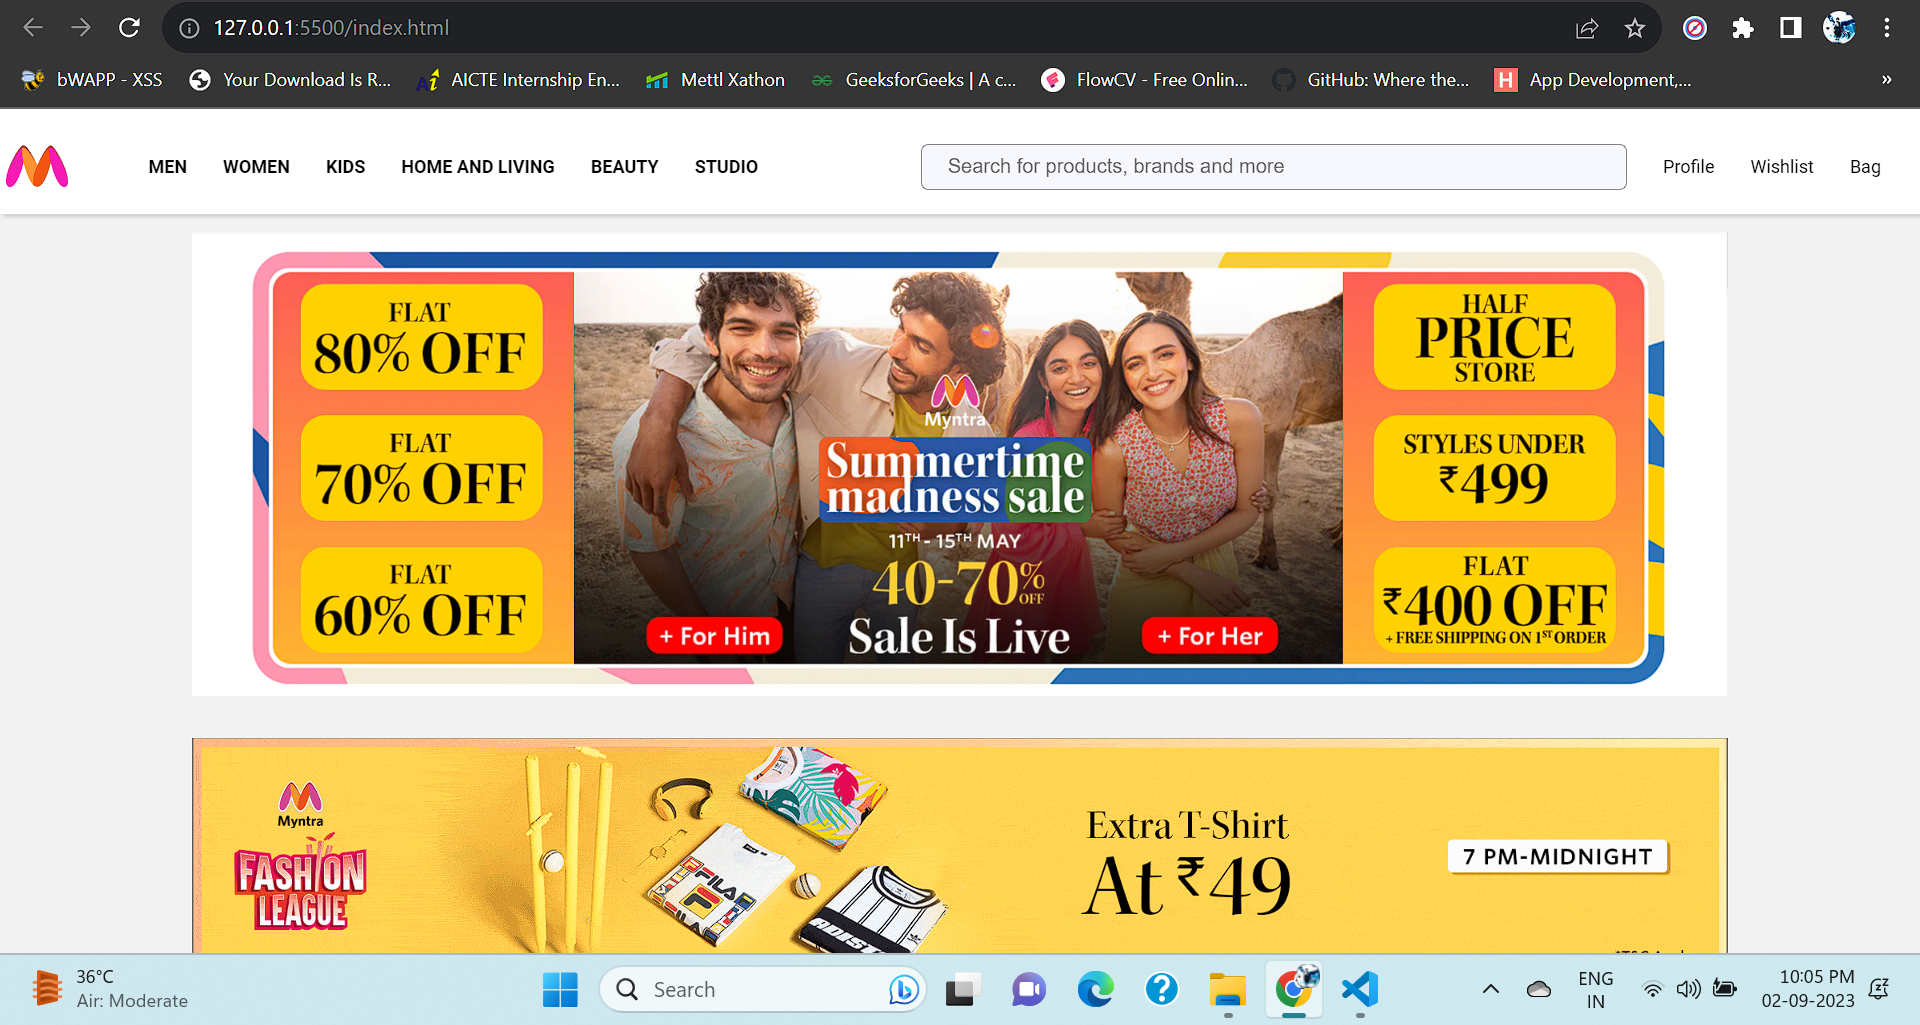 127.0.0.1:5500/index.html
bWAPP - XSS
Your Download Is R...
AICTE Internship En...
Mettl Xathon
GeeksforGeeks | A c...
FlowCV - Free Onlin...
GitHub: Where the...
App Development,...
»
MEN
WOMEN
KIDS
HOME AND LIVING
BEAUTY
STUDIO
Search for products, brands and more
Profile
Wishlist
Bag
FLAT
80% OFF
FLAT
70% OFF
FLAT
60% OFF
Myntra
Summertime
madness sale
11TH - 15TH MAY
40-70% OFF
+ For Him
Sale Is Live
+ For Her
HALF
PRICE
STORE
STYLES UNDER
₹499
FLAT
₹400 OFF
+ FREE SHIPPING ON 1ST ORDER
Myntra
FASHION
LEAGUE
FILA
Extra T-Shirt
At ₹49
7 PM-MIDNIGHT
36°C
Air: Moderate
Search
ENG
IN
10:05 PM
02-09-2023